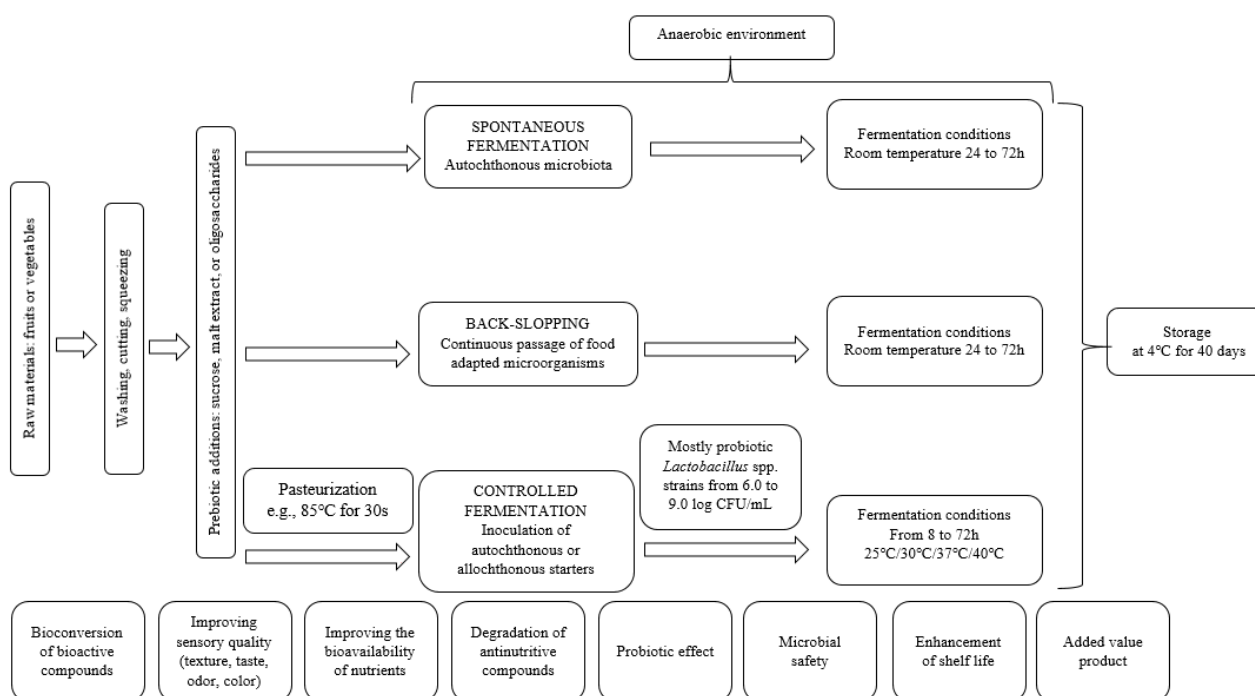 Anaerobic environment
Raw materials: fruits or vegetables
Washing, cutting, squeezing
Prebiotic additions: sucrose, malt extract, or oligosaccharides
SPONTANEOUS
FERMENTATION
Autochthonous microbiota
Fermentation conditions
Room temperature 24 to 72h
BACK-SLOPPING
Continuous passage of food
adapted microorganisms
Fermentation conditions
Room temperature 24 to 72h
Pasteurization
e.g., 85°C for 30s
CONTROLLED
FERMENTATION
Inoculation of
autochthonous or
allochthonous starters
Mostly probiotic
Lactobacillus spp.
strains from 6.0 to
9.0 log CFU/mL
Fermentation conditions
From 8 to 72h
25°C/30°C/37°C/40°C
Storage
at 4°C for 40 days
Bioconversion
of bioactive
compounds
Improving
sensory quality
(texture, taste,
odor, color)
Improving the
bioavailability
of nutrients
Degradation of
antinutritive
compounds
Probiotic effect
Microbial
safety
Enhancement
of shelf life
Added value
product